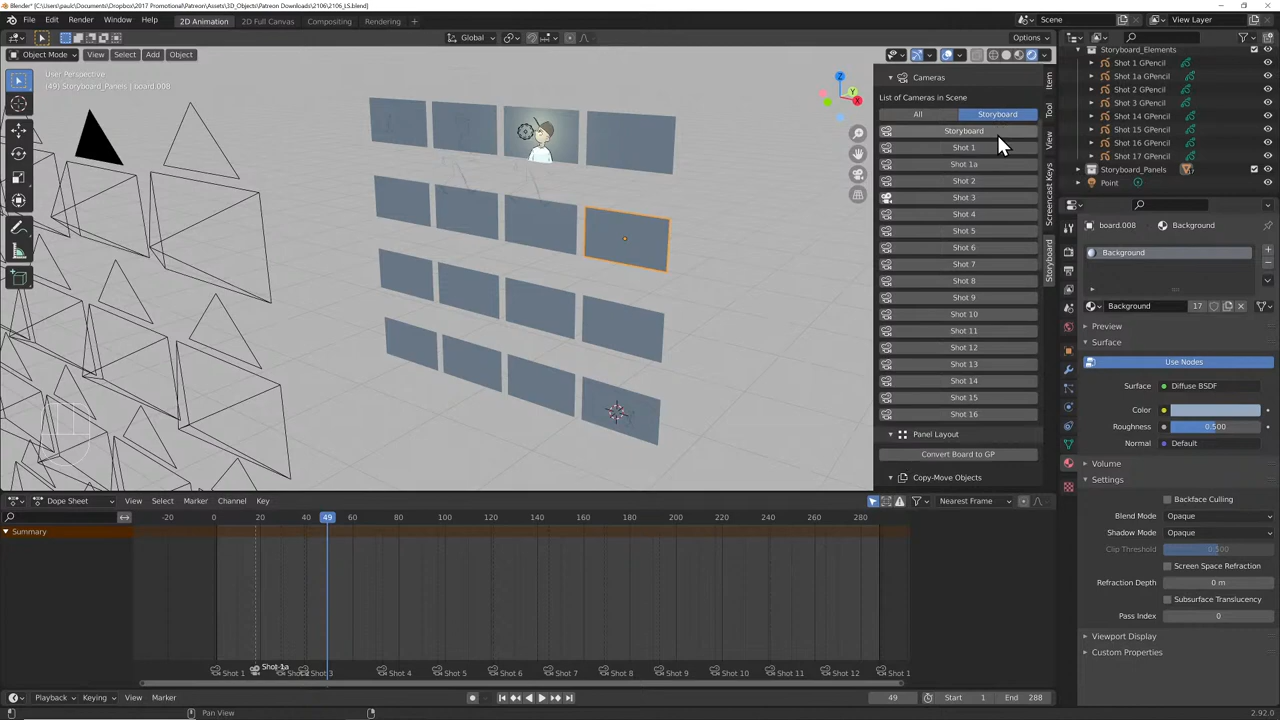 Blender* [C:\Users\paulc\Documents\Dropbox\2017 Promotional\Patreon\Assets\3D_Objects\Patreon Downloads\2106\2106_LS.blend]
File Edit Render Window Help 2D Animation 2D Full Canvas Compositing Rendering Scene View Layer
Global Options
Object Mode View Select Add Object
User Perspective
(49) Storyboard_Panels | board.008
X
Y
Z
Cameras
List of Cameras in Scene
All Storyboard
Storyboard
Shot 1
Shot 1a
Shot 2
Shot 3
Shot 4
Shot 5
Shot 6
Shot 7
Shot 8
Shot 9
Shot 10
Shot 11
Shot 12
Shot 13
Shot 14
Shot 15
Shot 16
Panel Layout
Convert Board to GP
Copy-Move Objects
Item
Tool
View
Screencast Keys
Storyboard
Storyboard_Elements
Shot 1 GPencil
Shot 1a GPencil
Shot 2 GPencil
Shot 3 GPencil
Shot 14 GPencil
Shot 15 GPencil
Shot 16 GPencil
Shot 17 GPencil
Storyboard_Panels
Point
board.008 Background
Background
Background 17
Preview
Surface
Use Nodes
Surface Diffuse BSDF
Color
Roughness 0.500
Normal Default
Volume
Settings
Backface Culling
Blend Mode Opaque
Shadow Mode Opaque
Clip Threshold 0.500
Screen Space Refraction
Refraction Depth 0 m
Subsurface Translucency
Pass Index 0
Viewport Display
Custom Properties
Dope Sheet View Select Marker Channel Key Nearest Frame
-20 0 20 40 49 60 80 100 120 140 160 180 200 220 240 260 280
Summary
Shot 1 Shot 1a Shot 2 Shot 3 Shot 4 Shot 5 Shot 6 Shot 7 Shot 8 Shot 9 Shot 10 Shot 11 Shot 12 Shot 1
Playback Keying View Marker 49 Start 1 End 288
Pan View 2.92.0